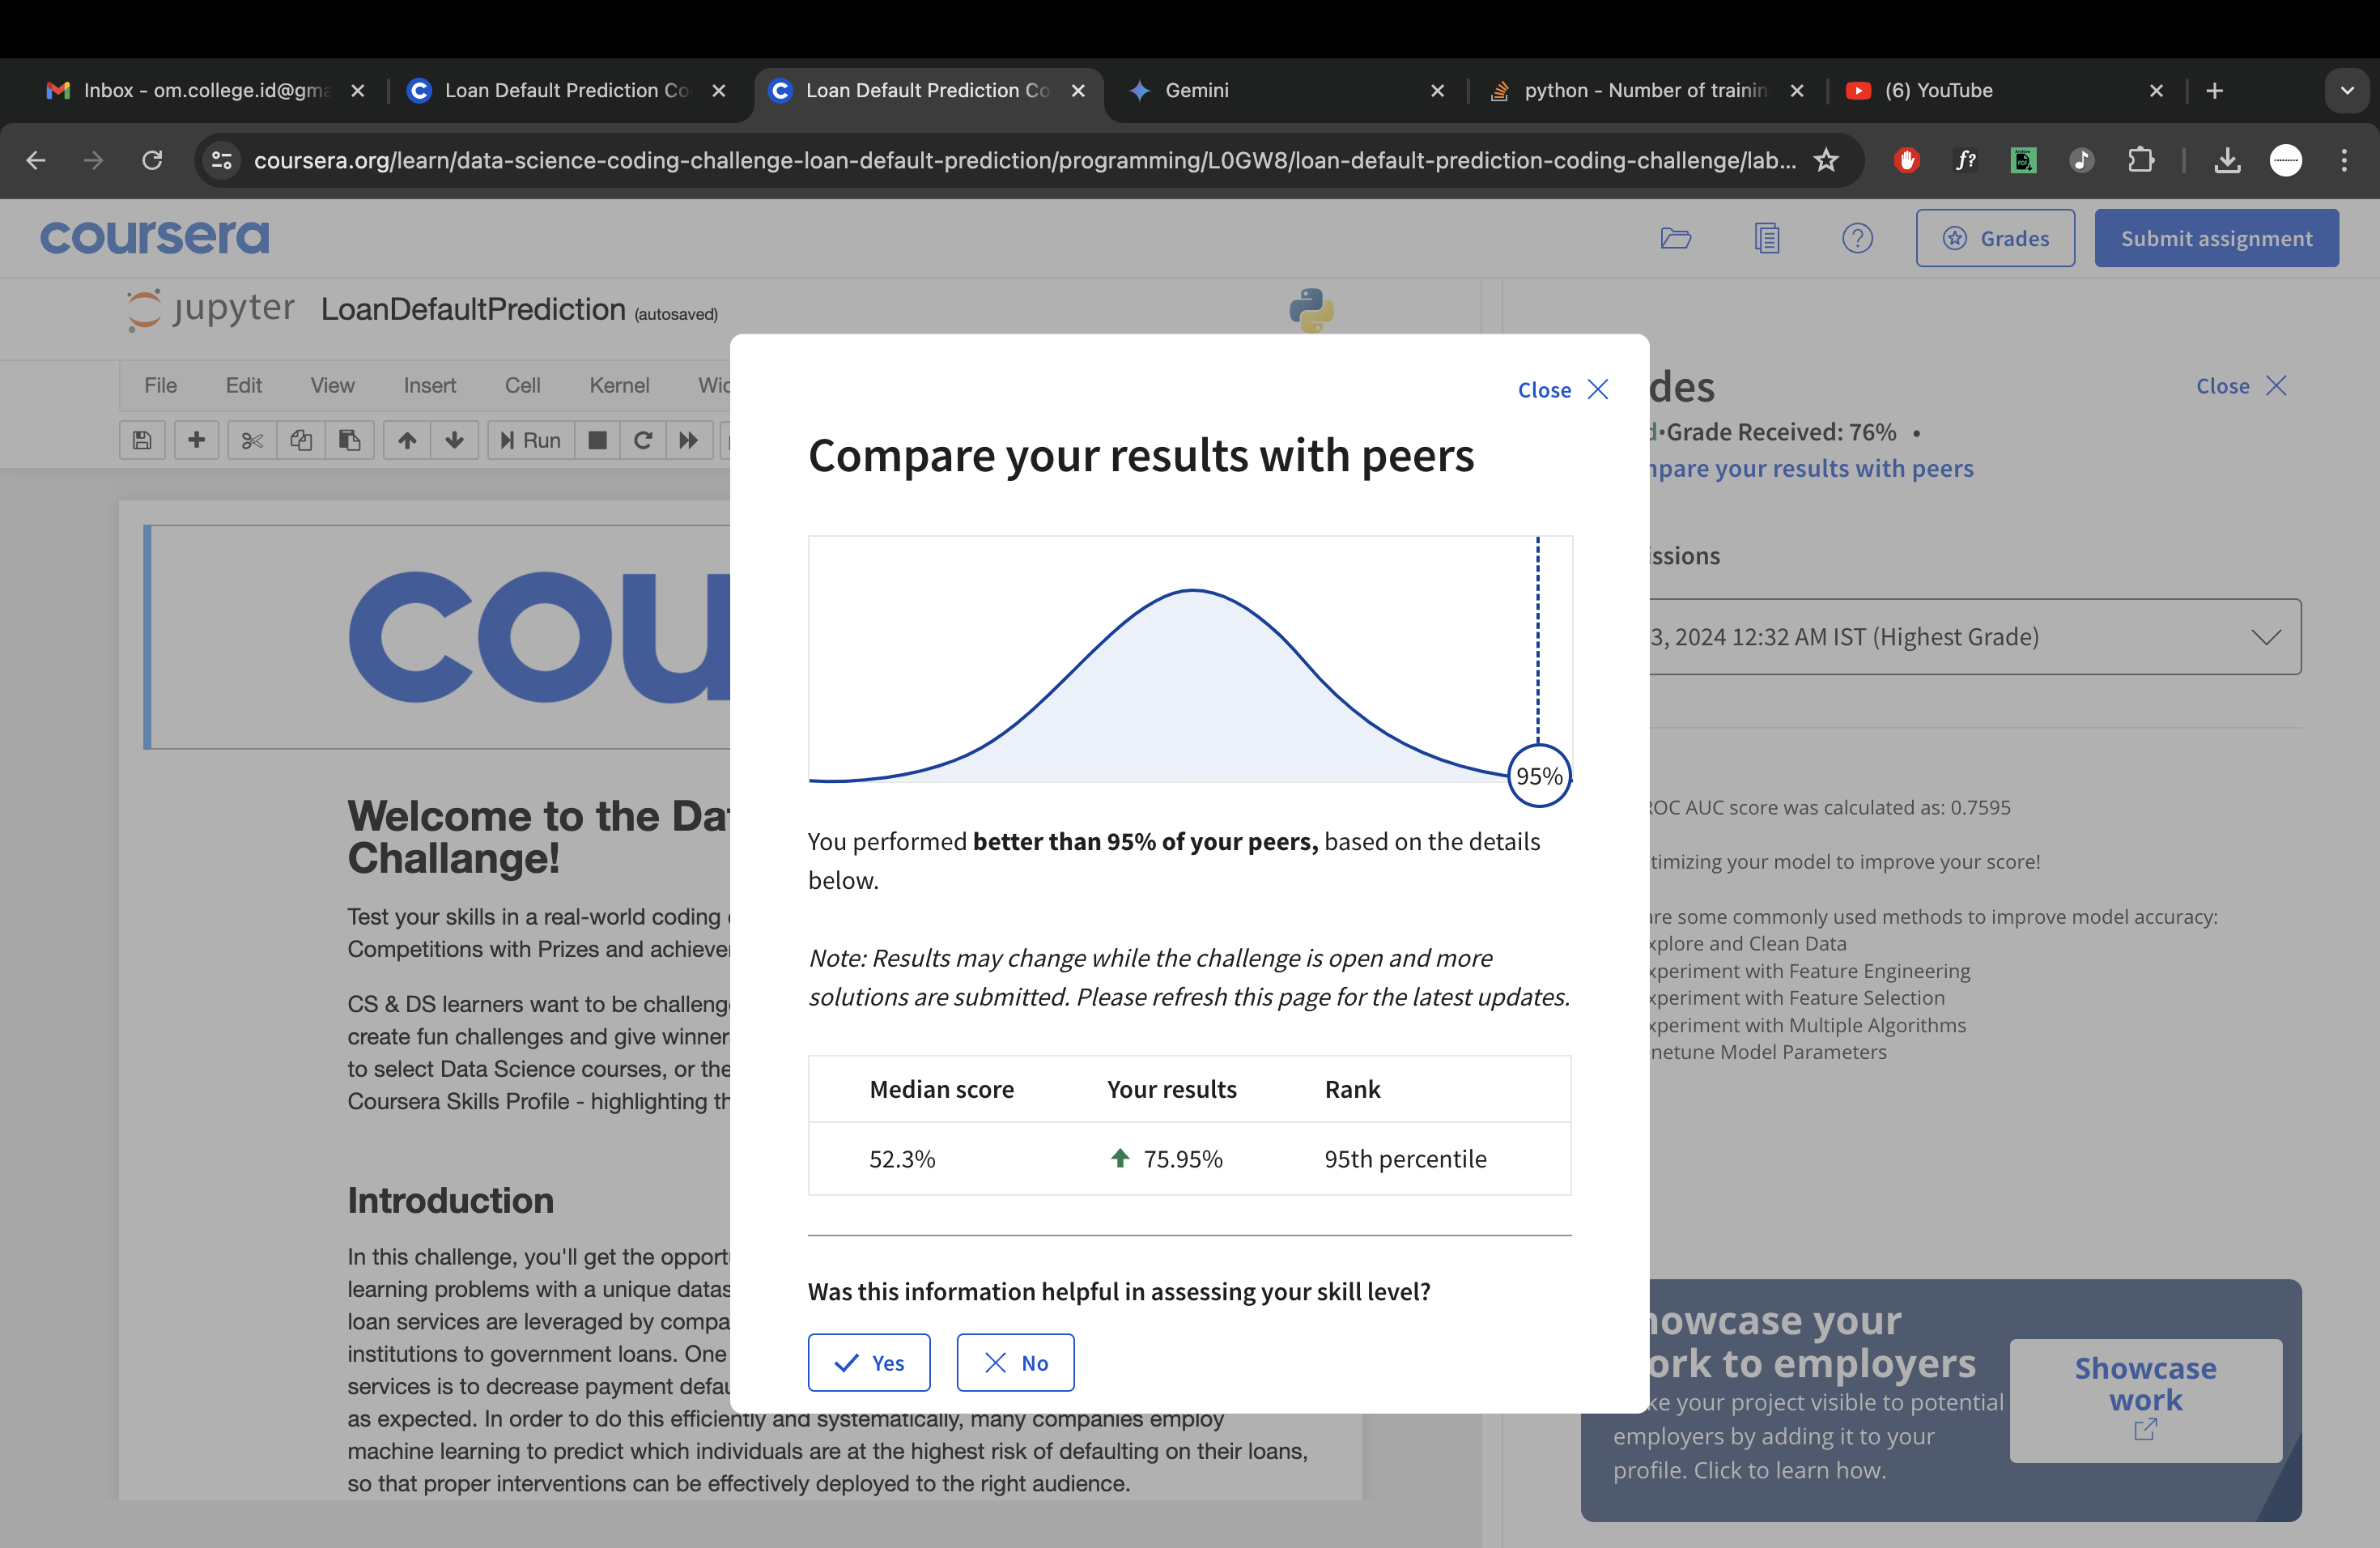 Inbox - om.college.id@gma
Loan Default Prediction Co
Loan Default Prediction Co
Gemini
python - Number of trainin
(6) YouTube
coursera.org/learn/data-science-coding-challenge-loan-default-prediction/programming/L0GW8/loan-default-prediction-coding-challenge/lab...
f?
coursera
Grades
Submit assignment
jupyter LoanDefaultPrediction (autosaved)
File Edit View Insert Cell Kernel Wid
Run
cou
Welcome to the Dat
Challange!
Test your skills in a real-world coding
Competitions with Prizes and achiever
CS & DS learners want to be challeng
create fun challenges and give winner
to select Data Science courses, or the
Coursera Skills Profile - highlighting th
Introduction
In this challenge, you'll get the opport
learning problems with a unique datas
loan services are leveraged by compa
institutions to government loans. One
services is to decrease payment defau
as expected. In order to do this efficiently and systematically, many companies employ
machine learning to predict which individuals are at the highest risk of defaulting on their loans,
so that proper interventions can be effectively deployed to the right audience.
Close
Compare your results with peers
95%
You performed better than 95% of your peers, based on the details
below.
Note: Results may change while the challenge is open and more
solutions are submitted. Please refresh this page for the latest updates.
Median score Your results Rank
52.3% 75.95% 95th percentile
Was this information helpful in assessing your skill level?
Yes
No
des
Close
d·Grade Received: 76% •
mpare your results with peers
issions
3, 2024 12:32 AM IST (Highest Grade)
ROC AUC score was calculated as: 0.7595
timizing your model to improve your score!
are some commonly used methods to improve model accuracy:
xplore and Clean Data
xperiment with Feature Engineering
xperiment with Feature Selection
xperiment with Multiple Algorithms
netune Model Parameters
howcase your
ork to employers
ke your project visible to potential
employers by adding it to your
profile. Click to learn how.
Showcase
work